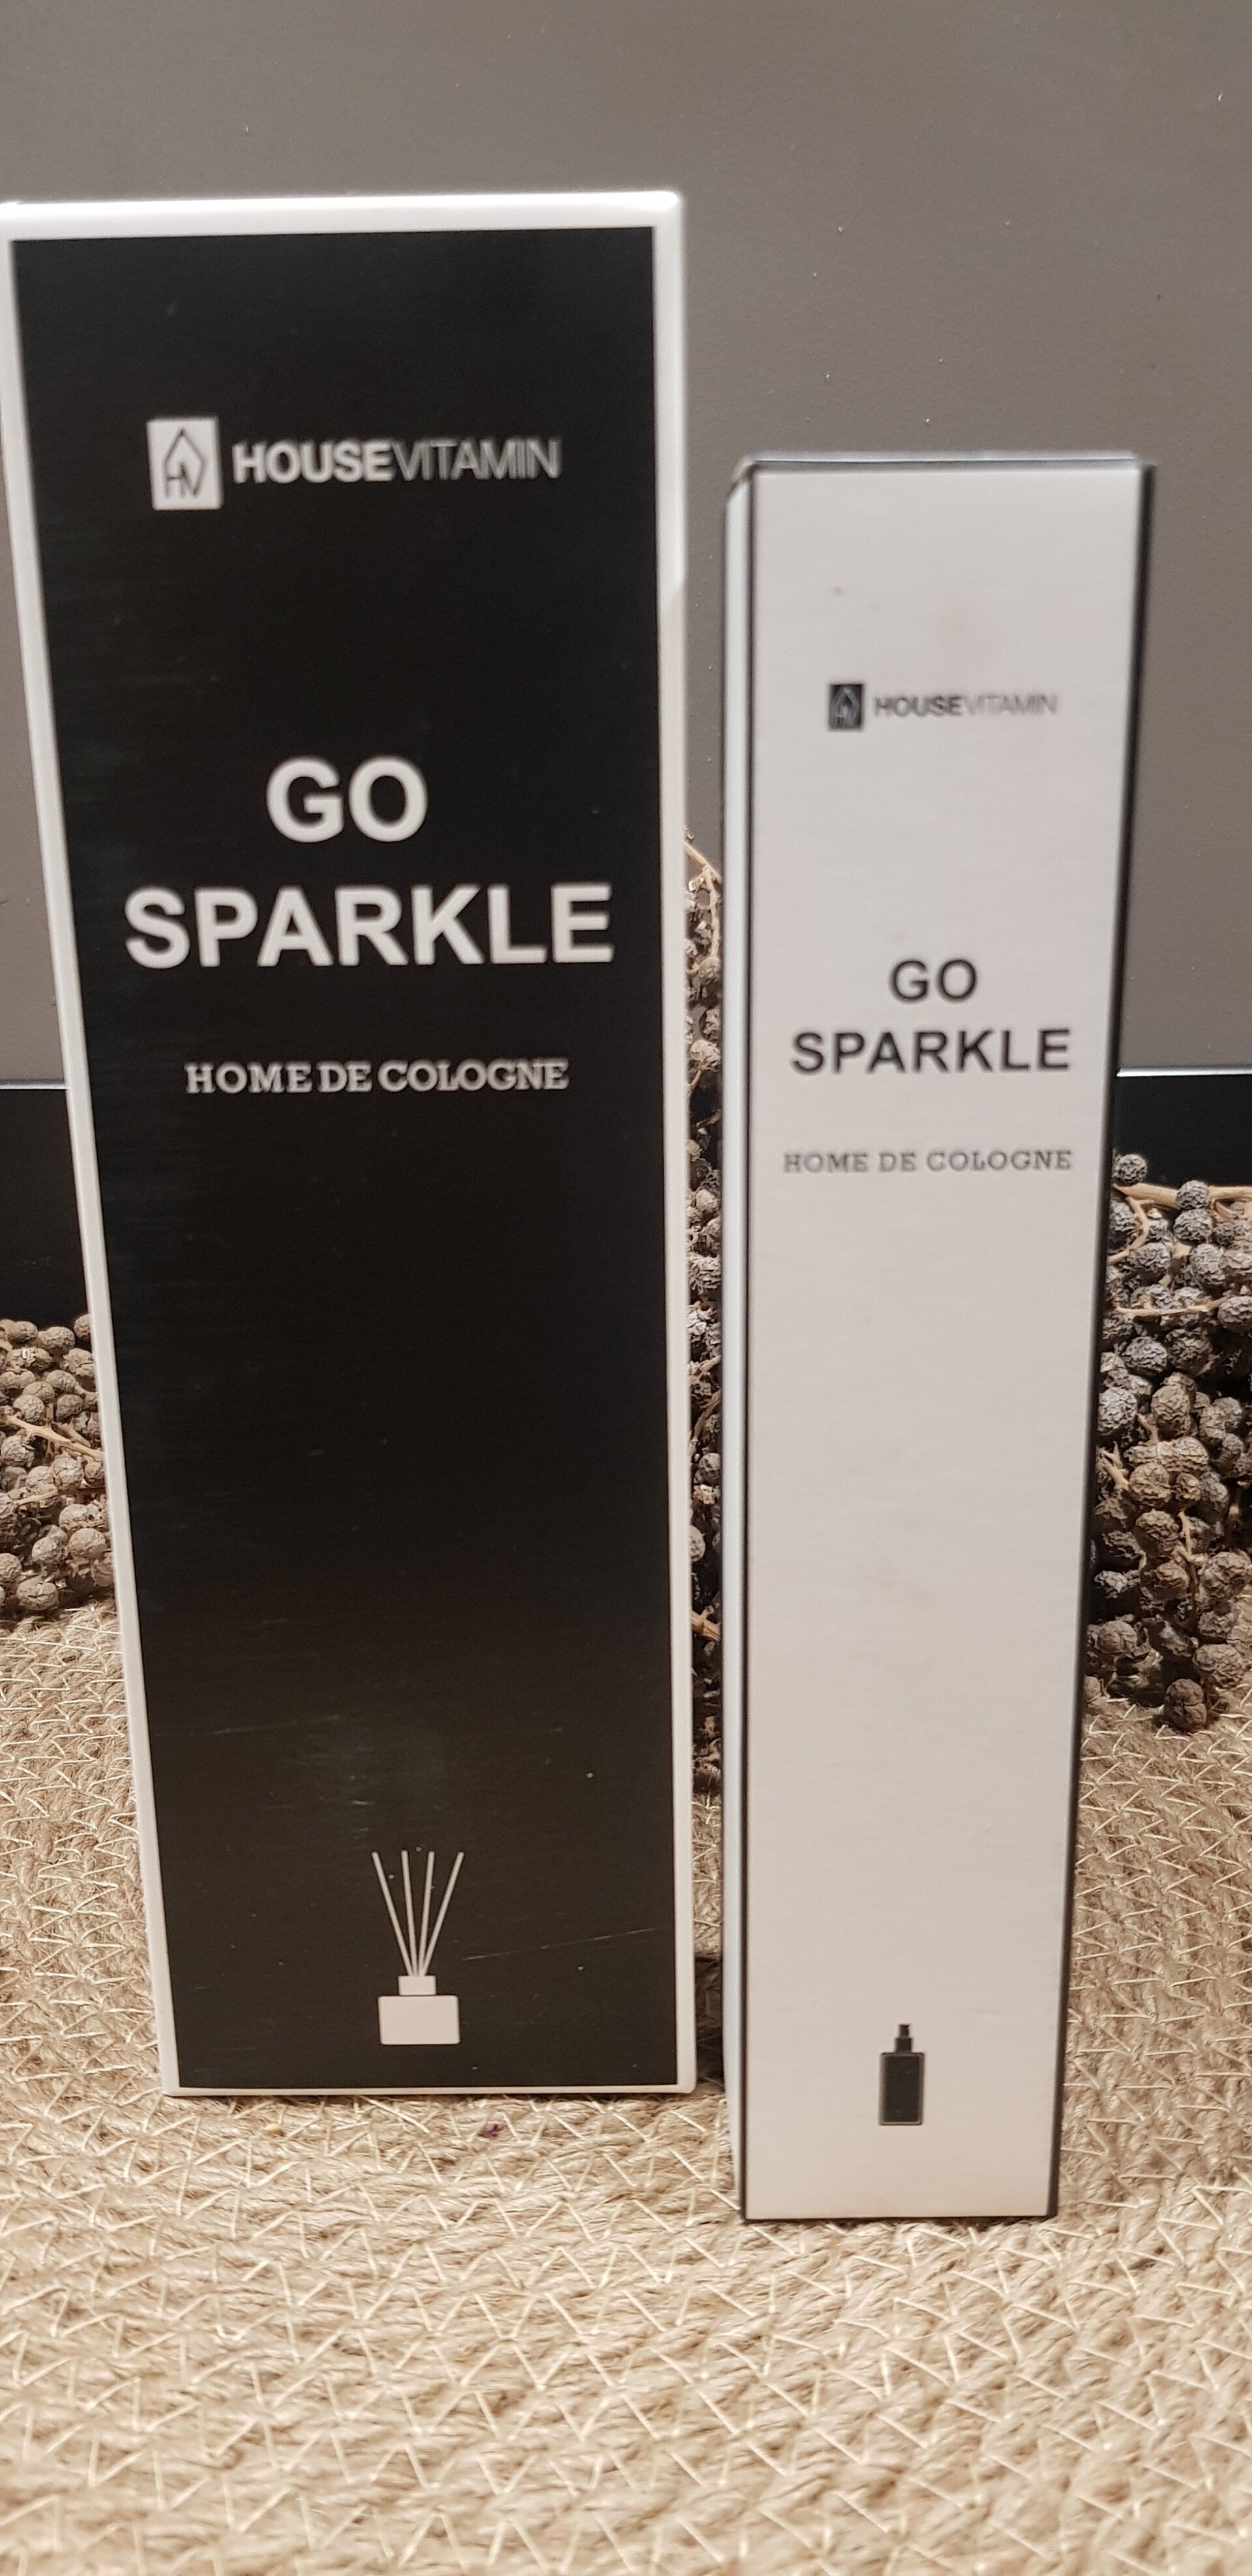 HOUSEVITAMIN
GO
SPARKLE
HOME DE COLOGNE
HOUSEVITAMIN
GO
SPARKLE
HOME DE COLOGNE